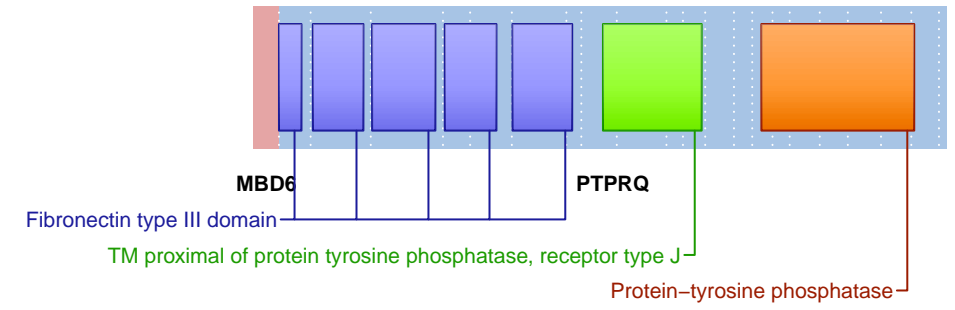 MBD6 PTPRQ
Fibronectin type III domain
TM proximal of protein tyrosine phosphatase, receptor type J
Protein−tyrosine phosphatase